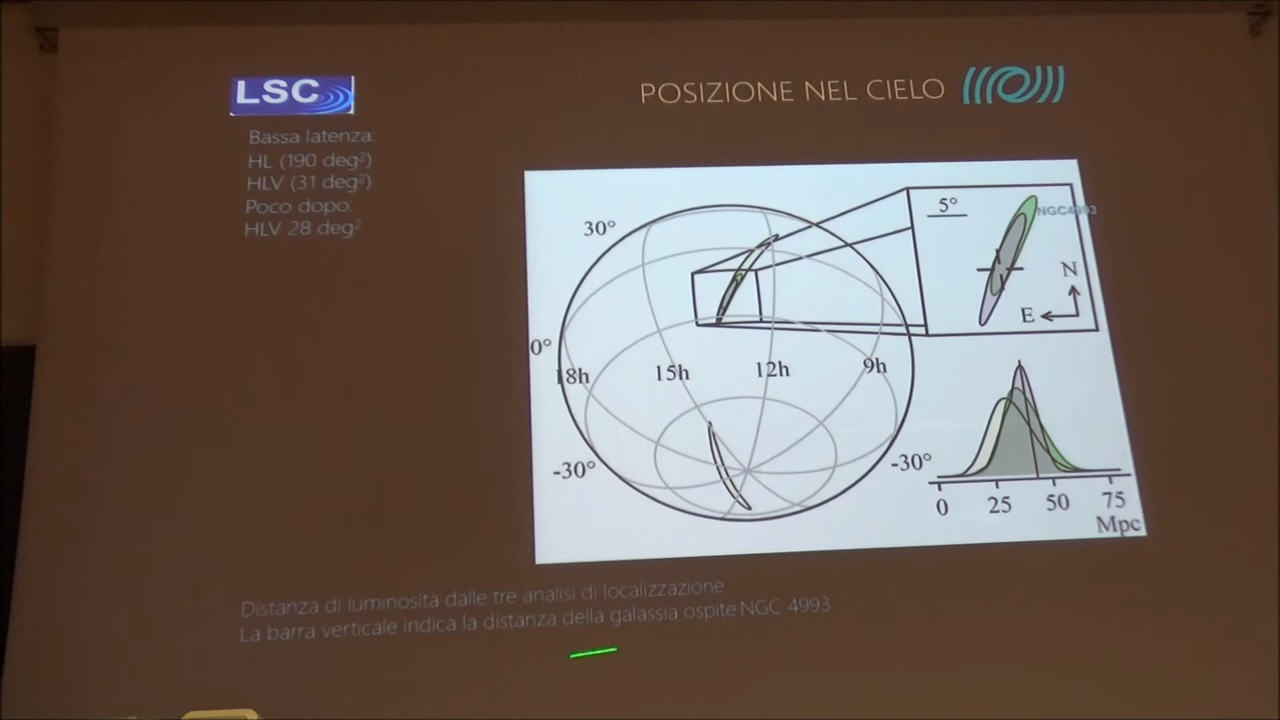 LSC
POSIZIONE NEL CIELO
Bassa latenza:
HL (190 deg²)
HLV (31 deg²)
Poco dopo:
HLV 28 deg²
30°
0°
18h
15h
12h
9h
-30°
-30°
5°
NGC4993
N
E
0
25
50
75
Mpc
Distanza di luminosità dalle tre analisi di localizzazione
La barra verticale indica la distanza della galassia ospite NGC 4993